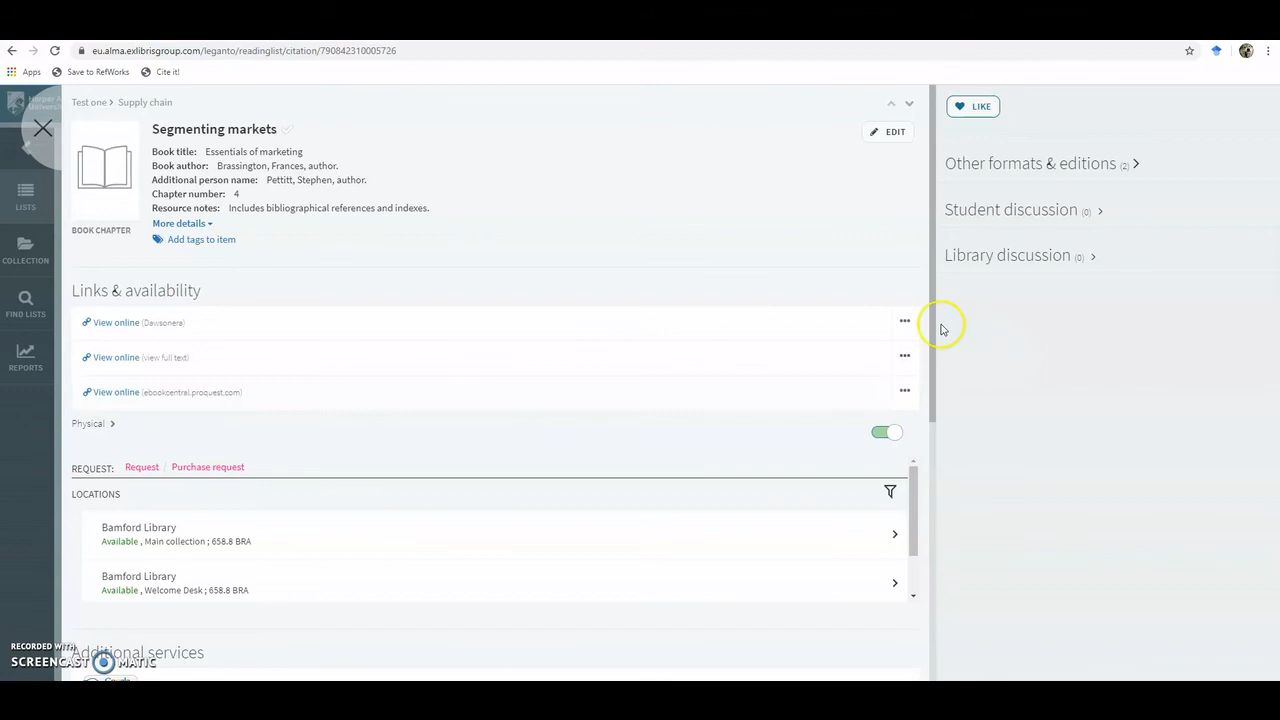 eu.alma.exlibrisgroup.com/leganto/readinglist/citation/790842310005726
Apps Save to RefWorks Cite it!
Test one > Supply chain
Segmenting markets
EDIT
Book title: Essentials of marketing
Book author: Brassington, Frances, author.
Additional person name: Pettitt, Stephen, author.
Chapter number: 4
Resource notes: Includes bibliographical references and indexes.
More details
Add tags to item
BOOK CHAPTER
LISTS
COLLECTION
FIND LISTS
REPORTS
Links & availability
View online (Dawsonera)
View online (view full text)
View online (ebookcentral.proquest.com)
Physical
REQUEST: Request / Purchase request
LOCATIONS
Bamford Library
Available , Main collection ; 658.8 BRA
Bamford Library
Available , Welcome Desk ; 658.8 BRA
Additional services
LIKE
Other formats & editions (2)
Student discussion (0)
Library discussion (0)
RECORDED WITH
SCREENCAST MATIC